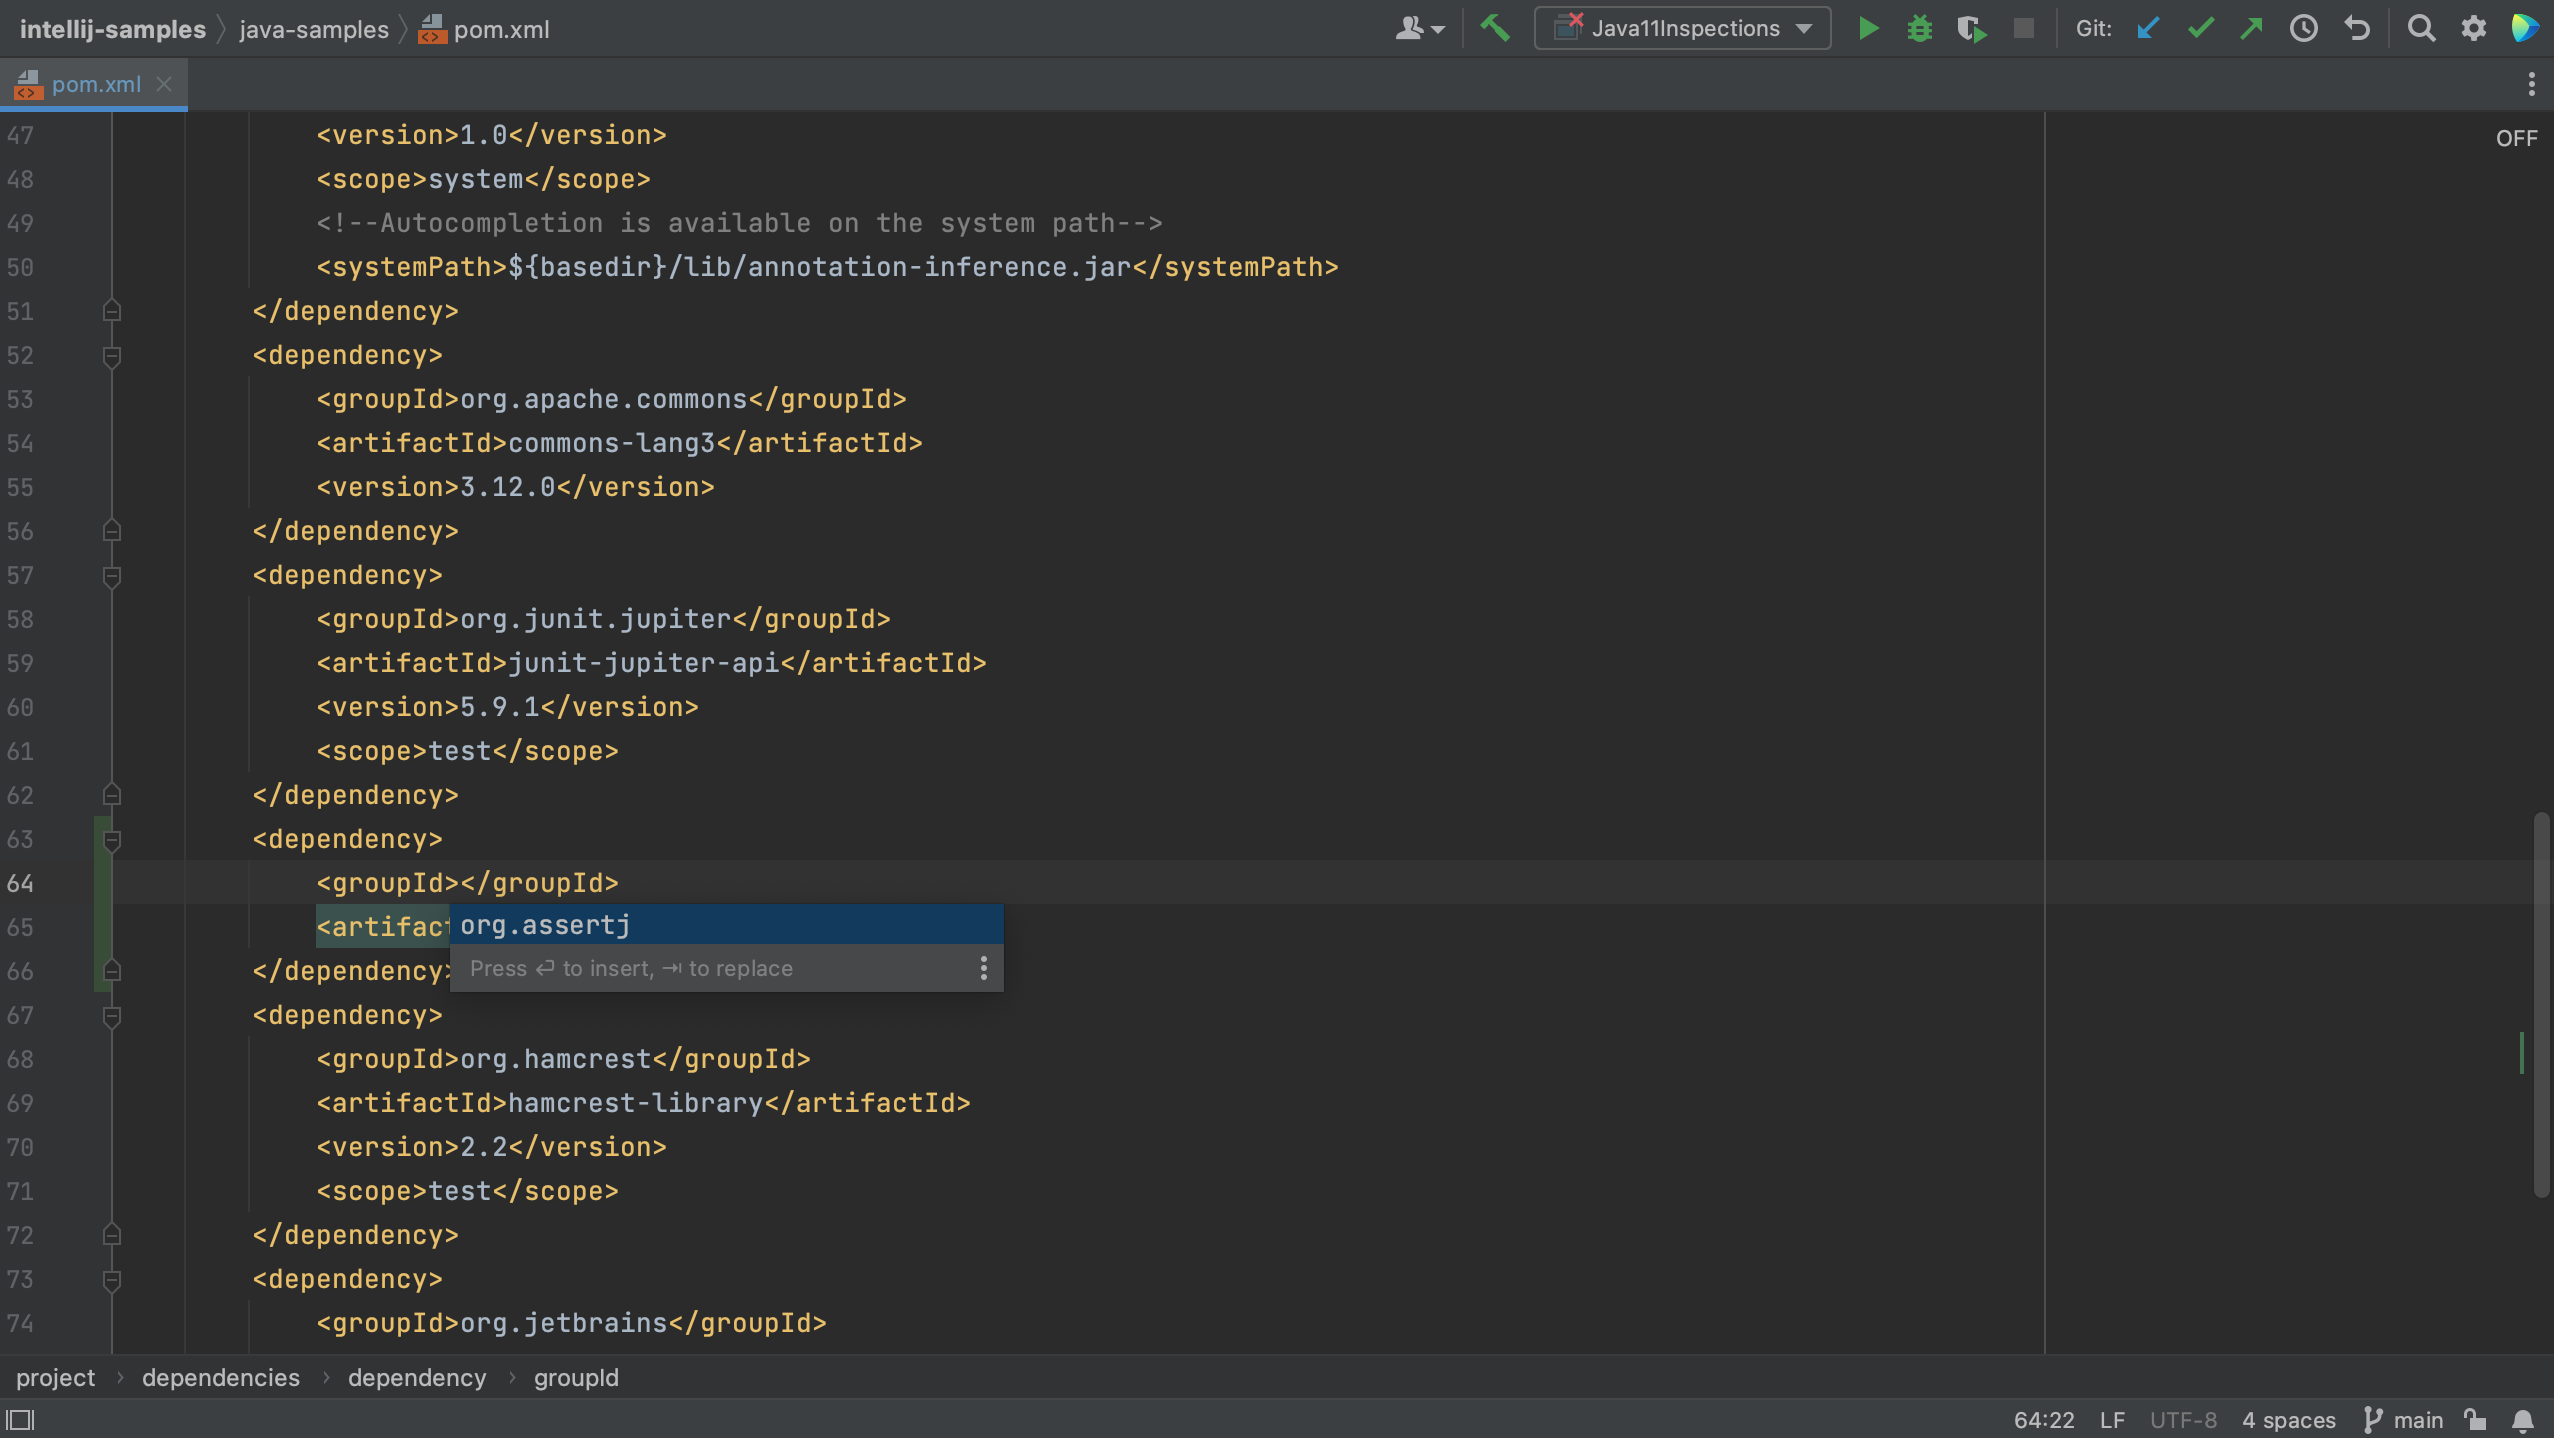 intellij-samples java-samples pom.xml Java11Inspections Git:
pom.xml
OFF
47 <version>1.0</version>
48 <scope>system</scope>
49 <!--Autocompletion is available on the system path-->
50 <systemPath>${basedir}/lib/annotation-inference.jar</systemPath>
51 </dependency>
52 <dependency>
53 <groupId>org.apache.commons</groupId>
54 <artifactId>commons-lang3</artifactId>
55 <version>3.12.0</version>
56 </dependency>
57 <dependency>
58 <groupId>org.junit.jupiter</groupId>
59 <artifactId>junit-jupiter-api</artifactId>
60 <version>5.9.1</version>
61 <scope>test</scope>
62 </dependency>
63 <dependency>
64 <groupId></groupId>
65 <artifact
org.assertj
66 </dependency>
Press ↩ to insert, ⇥ to replace
67 <dependency>
68 <groupId>org.hamcrest</groupId>
69 <artifactId>hamcrest-library</artifactId>
70 <version>2.2</version>
71 <scope>test</scope>
72 </dependency>
73 <dependency>
74 <groupId>org.jetbrains</groupId>
project › dependencies › dependency › groupId
64:22 LF UTF-8 4 spaces main